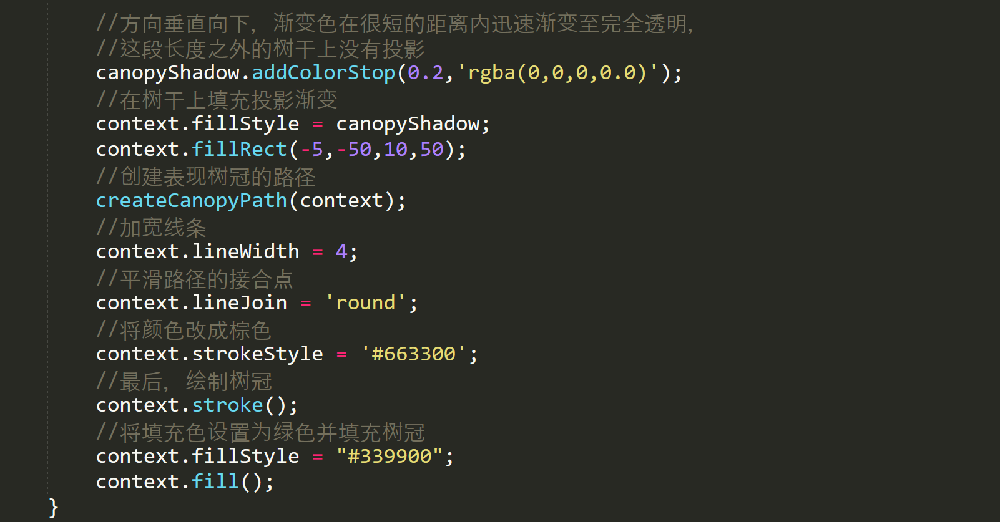 //方向垂直向下，渐变色在很短的距离内迅速渐变至完全透明,
//这段长度之外的树干上没有投影
canopyShadow.addColorStop(0.2,'rgba(0,0,0,0.0)');
//在树干上填充投影渐变
context.fillStyle = canopyShadow;
context.fillRect(-5,-50,10,50);
//创建表现树冠的路径
createCanopyPath(context);
//加宽线条
context.lineWidth = 4;
//平滑路径的接合点
context.lineJoin = 'round';
//将颜色改成棕色
context.strokeStyle = '#663300';
//最后，绘制树冠
context.stroke();
//将填充色设置为绿色并填充树冠
context.fillStyle = "#339900";
context.fill();
}